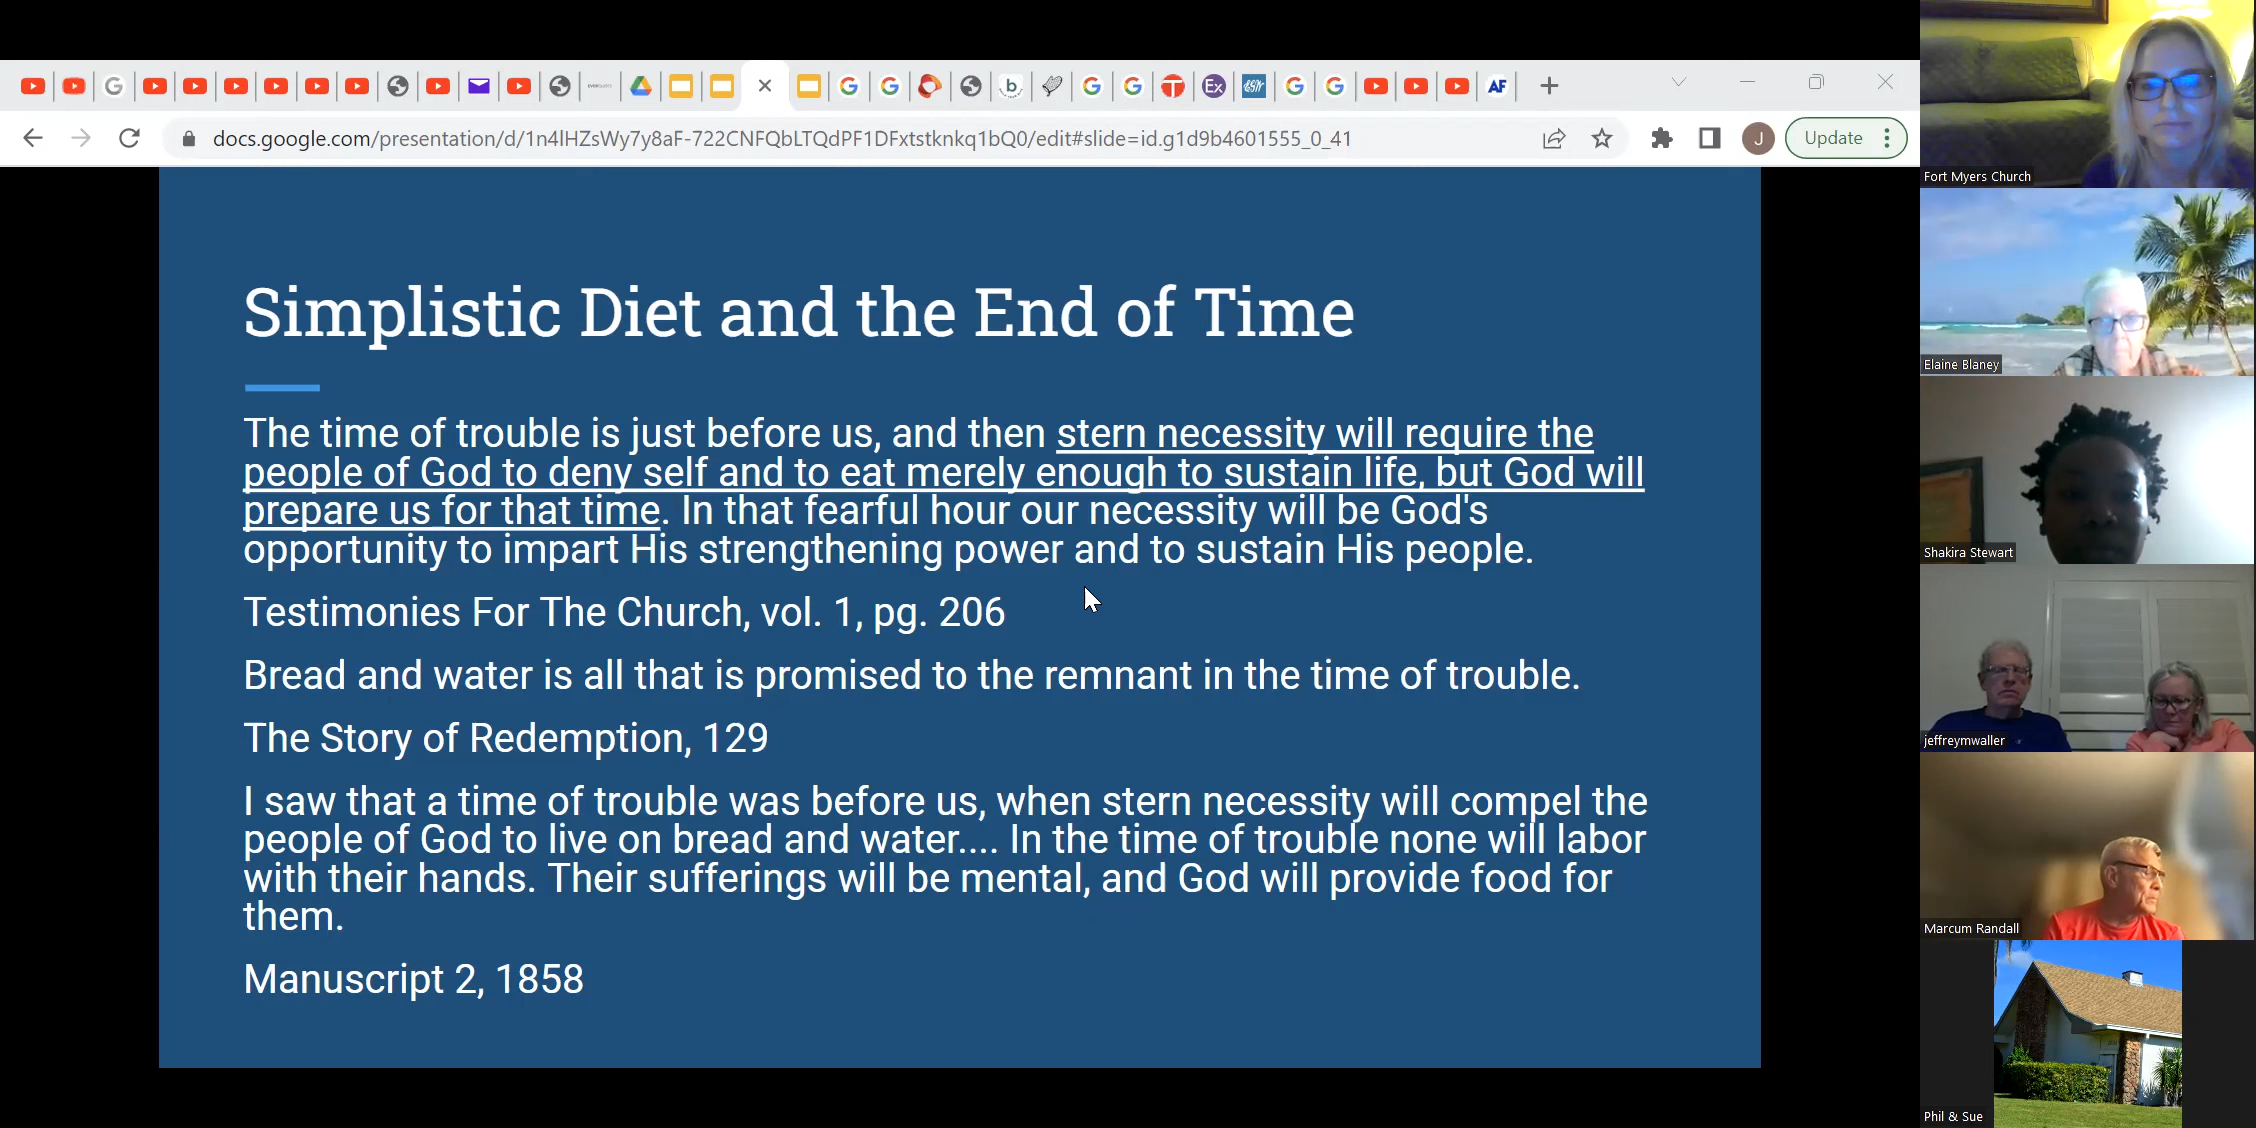 docs.google.com/presentation/d/1n4lHZsWy7y8aF-722CNFQbLTQdPF1DFxtstknkq1bQ0/edit#slide=id.g1d9b4601555_0_41
J
Update
Simplistic Diet and the End of Time
The time of trouble is just before us, and then stern necessity will require the
people of God to deny self and to eat merely enough to sustain life, but God will
prepare us for that time. In that fearful hour our necessity will be God's
opportunity to impart His strengthening power and to sustain His people.
Testimonies For The Church, vol. 1, pg. 206
Bread and water is all that is promised to the remnant in the time of trouble.
The Story of Redemption, 129
I saw that a time of trouble was before us, when stern necessity will compel the
people of God to live on bread and water.... In the time of trouble none will labor
with their hands. Their sufferings will be mental, and God will provide food for
them.
Manuscript 2, 1858
Fort Myers Church
Elaine Blaney
Shakira Stewart
jeffreymwaller
Marcum Randall
Phil & Sue